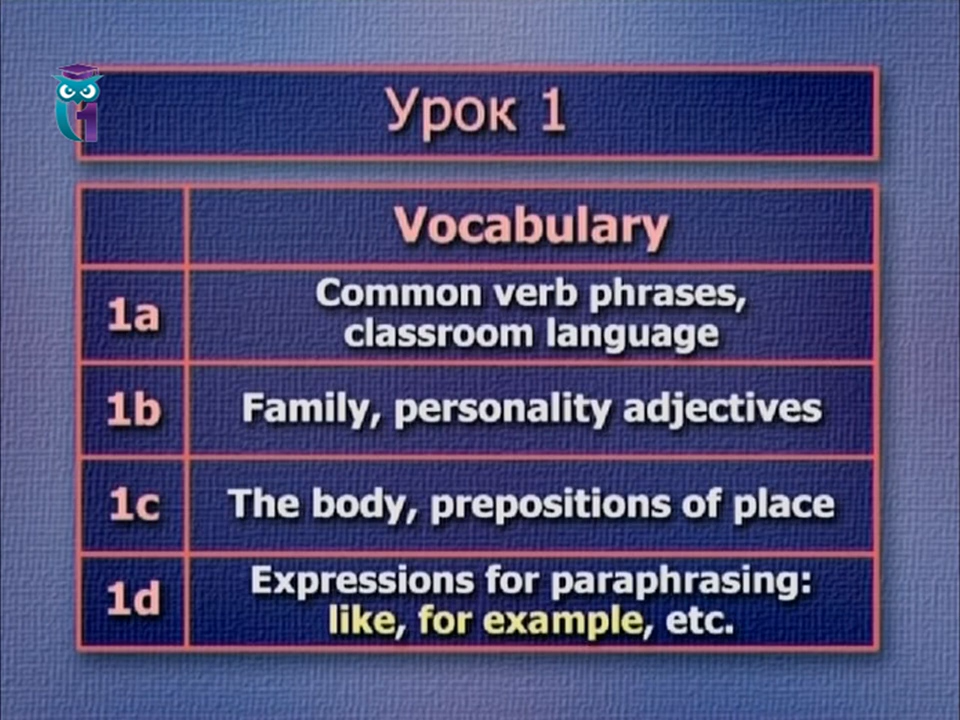 Урок 1
Vocabulary
1a
Common verb phrases,
classroom language
1b
Family, personality adjectives
1c
The body, prepositions of place
1d
Expressions for paraphrasing:
like, for example, etc.